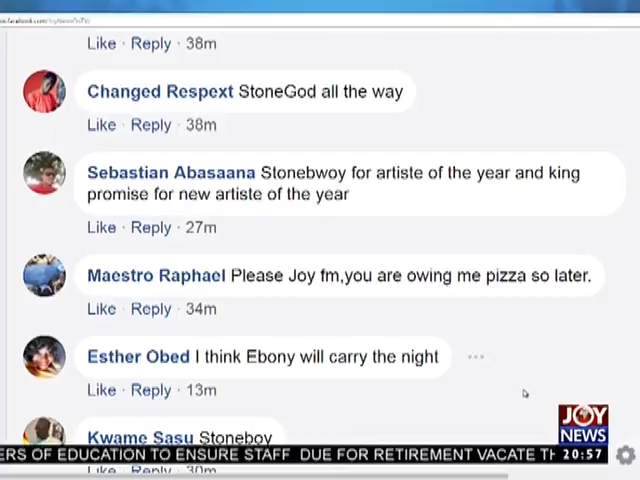 Like · Reply · 38m
Changed Respext StoneGod all the way
Like · Reply · 38m
Sebastian Abasaana Stonebwoy for artiste of the year and king
promise for new artiste of the year
Like · Reply · 27m
Maestro Raphael Please Joy fm,you are owing me pizza so later.
Like · Reply · 34m
Esther Obed I think Ebony will carry the night
Like · Reply · 13m
Kwame Sasu Stoneboy
JOY
NEWS
ERS OF EDUCATION TO ENSURE STAFF DUE FOR RETIREMENT VACATE TH
20:57
Like · Reply · 30m